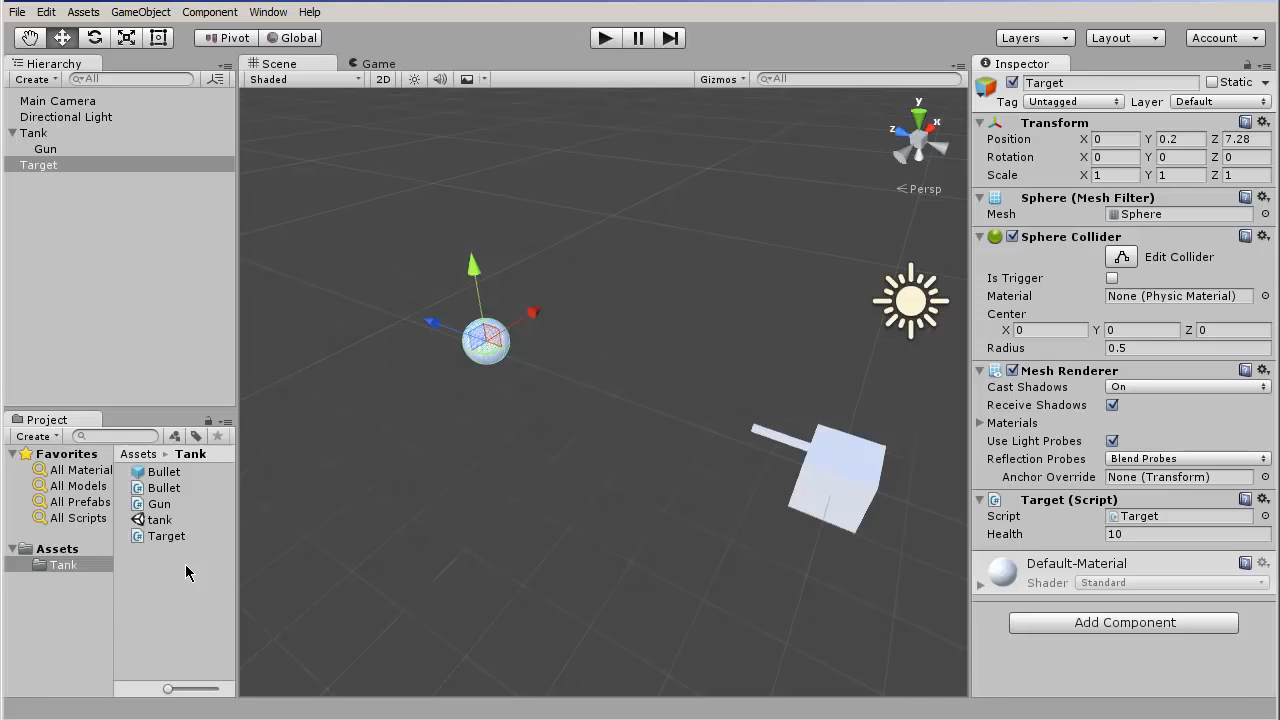 File Edit Assets GameObject Component Window Help
Pivot Global Layers Layout Account
Hierarchy
Create All
Main Camera
Directional Light
Tank
Gun
Target
Scene Game
Shaded 2D Gizmos All
y
x
z
Persp
Project
Create
Favorites
All Material
All Models
All Prefabs
All Scripts
Assets
Tank
Assets Tank
Bullet
Bullet
Gun
tank
Target
Inspector
Target Static
Tag Untagged Layer Default
Transform
Position X 0 Y 0.2 Z 7.28
Rotation X 0 Y 0 Z 0
Scale X 1 Y 1 Z 1
Sphere (Mesh Filter)
Mesh Sphere
Sphere Collider
Edit Collider
Is Trigger
Material None (Physic Material)
Center
X 0 Y 0 Z 0
Radius 0.5
Mesh Renderer
Cast Shadows On
Receive Shadows
Materials
Use Light Probes
Reflection Probes Blend Probes
Anchor Override None (Transform)
Target (Script)
Script Target
Health 10
Default-Material
Shader Standard
Add Component